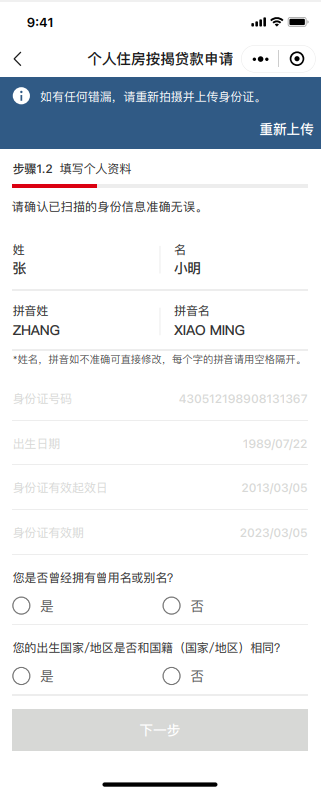 9:41
个人住房按揭贷款申请
如有任何错漏，请重新拍摄并上传身份证。
重新上传
步骤1.2 填写个人资料
请确认已扫描的身份信息准确无误。
姓 名
张 小明
拼音姓 拼音名
ZHANG XIAO MING
*姓名，拼音如不准确可直接修改，每个字的拼音请用空格隔开。
身份证号码 430512198908131367
出生日期 1989/07/22
身份证有效起效日 2013/03/05
身份证有效期 2023/03/05
您是否曾经拥有曾用名或别名?
是 否
您的出生国家/地区是否和国籍（国家/地区）相同?
是 否
下一步